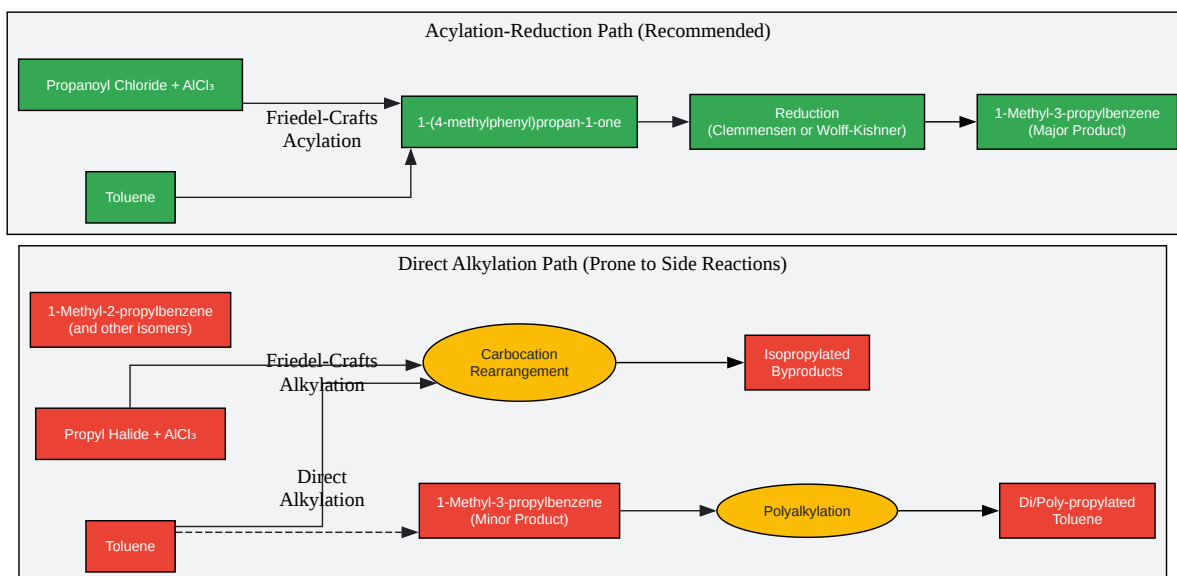 Acylation-Reduction Path (Recommended)
Propanoyl Chloride + AlCl₃
Friedel-Crafts
Acylation
1-(4-methylphenyl)propan-1-one
Reduction
(Clemmensen or Wolff-Kishner)
1-Methyl-3-propylbenzene
(Major Product)
Toluene
Direct Alkylation Path (Prone to Side Reactions)
1-Methyl-2-propylbenzene
(and other isomers)
Friedel-Crafts
Alkylation
Carbocation
Rearrangement
Isopropylated
Byproducts
Propyl Halide + AlCl₃
Direct
Alkylation
1-Methyl-3-propylbenzene
(Minor Product)
Polyalkylation
Di/Poly-propylated
Toluene
Toluene